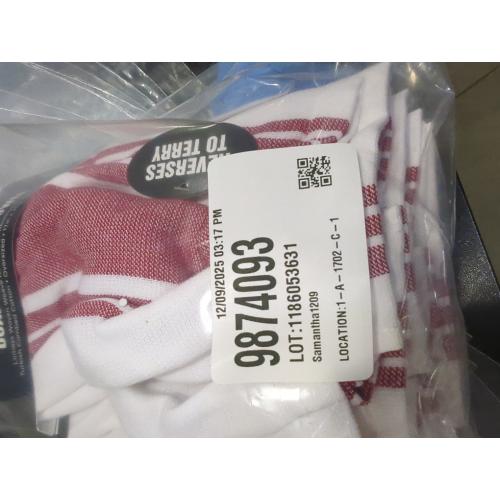 REVERSES
TO TERRY
12/09/2025 03:17 PM
9874093
LOT:1186053631
Samantha1209
LOCATION:1-A-1702-C-1